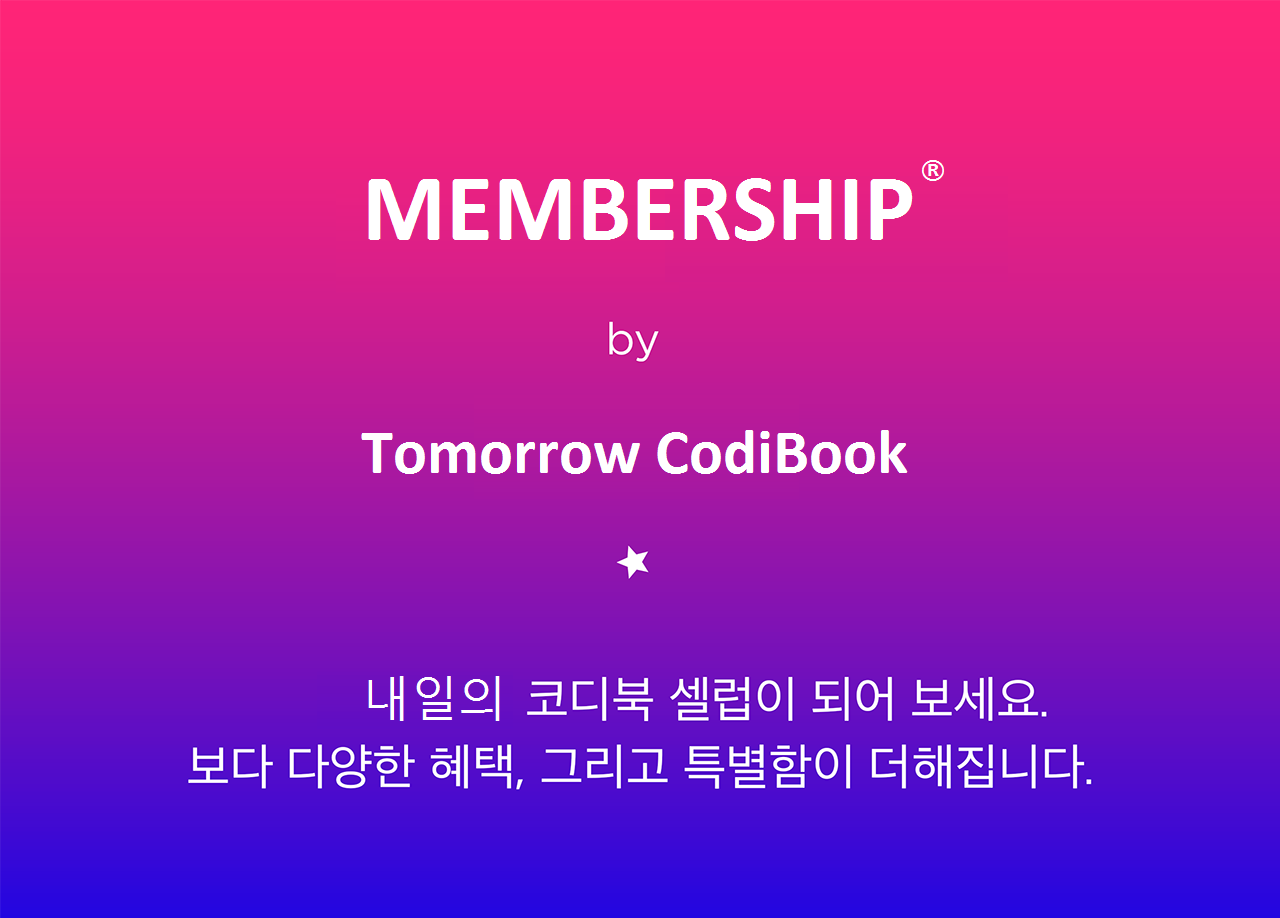 MEMBERSHIP®
by
Tomorrow CodiBook
내일의 코디북 셀럽이 되어 보세요.
보다 다양한 혜택, 그리고 특별함이 더해집니다.